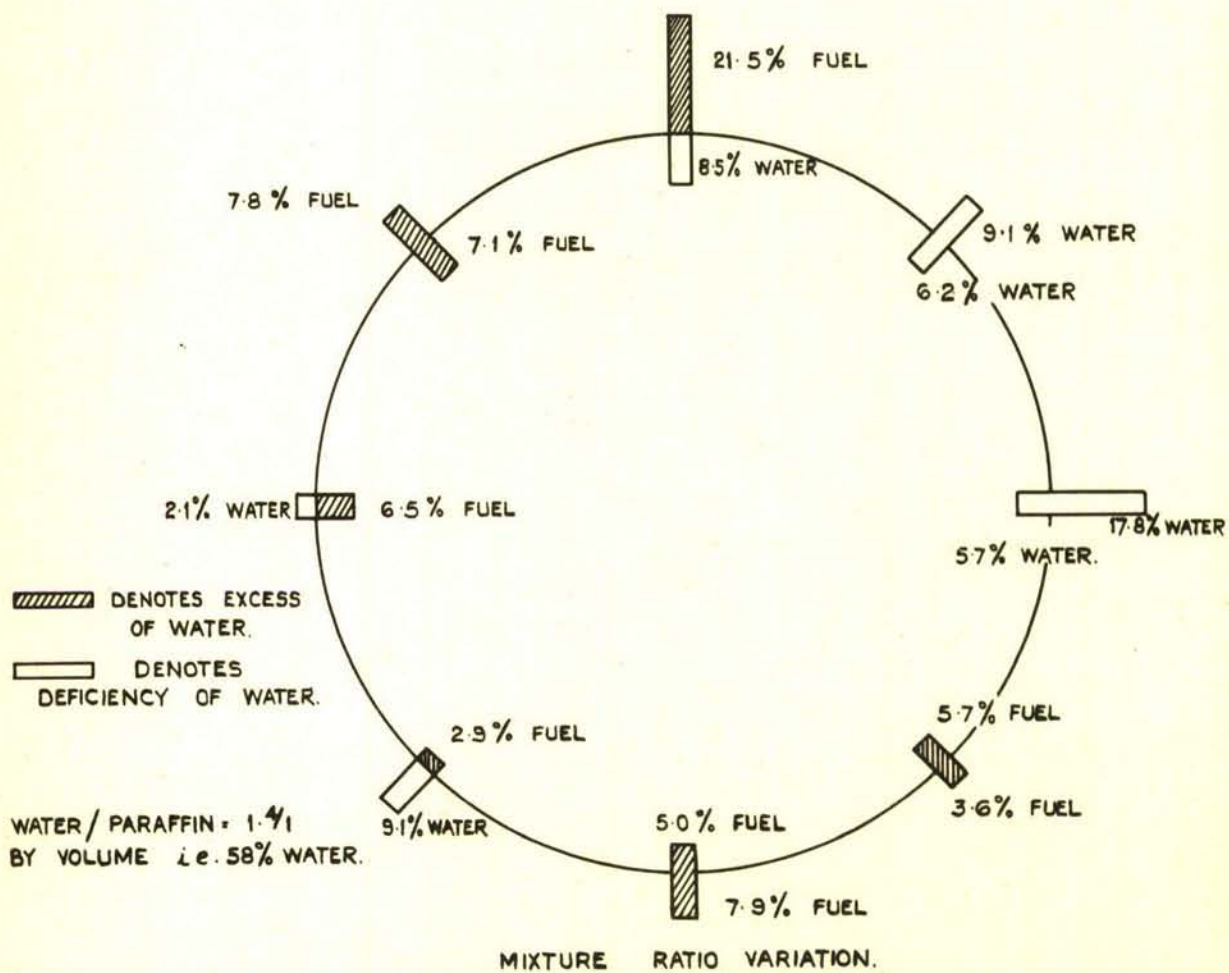 21.5% FUEL
8.5% WATER
7.8% FUEL
7.1% FUEL
9.1% WATER
6.2% WATER
2.1% WATER
6.5% FUEL
17.8% WATER
5.7% WATER.
DENOTES EXCESS
OF WATER.
DENOTES
DEFICIENCY OF WATER.
2.9% FUEL
5.7% FUEL
9.1% WATER
5.0% FUEL
3.6% FUEL
WATER / PARAFFIN = 1.4/1
BY VOLUME i.e. 58% WATER.
7.9% FUEL
MIXTURE RATIO VARIATION.